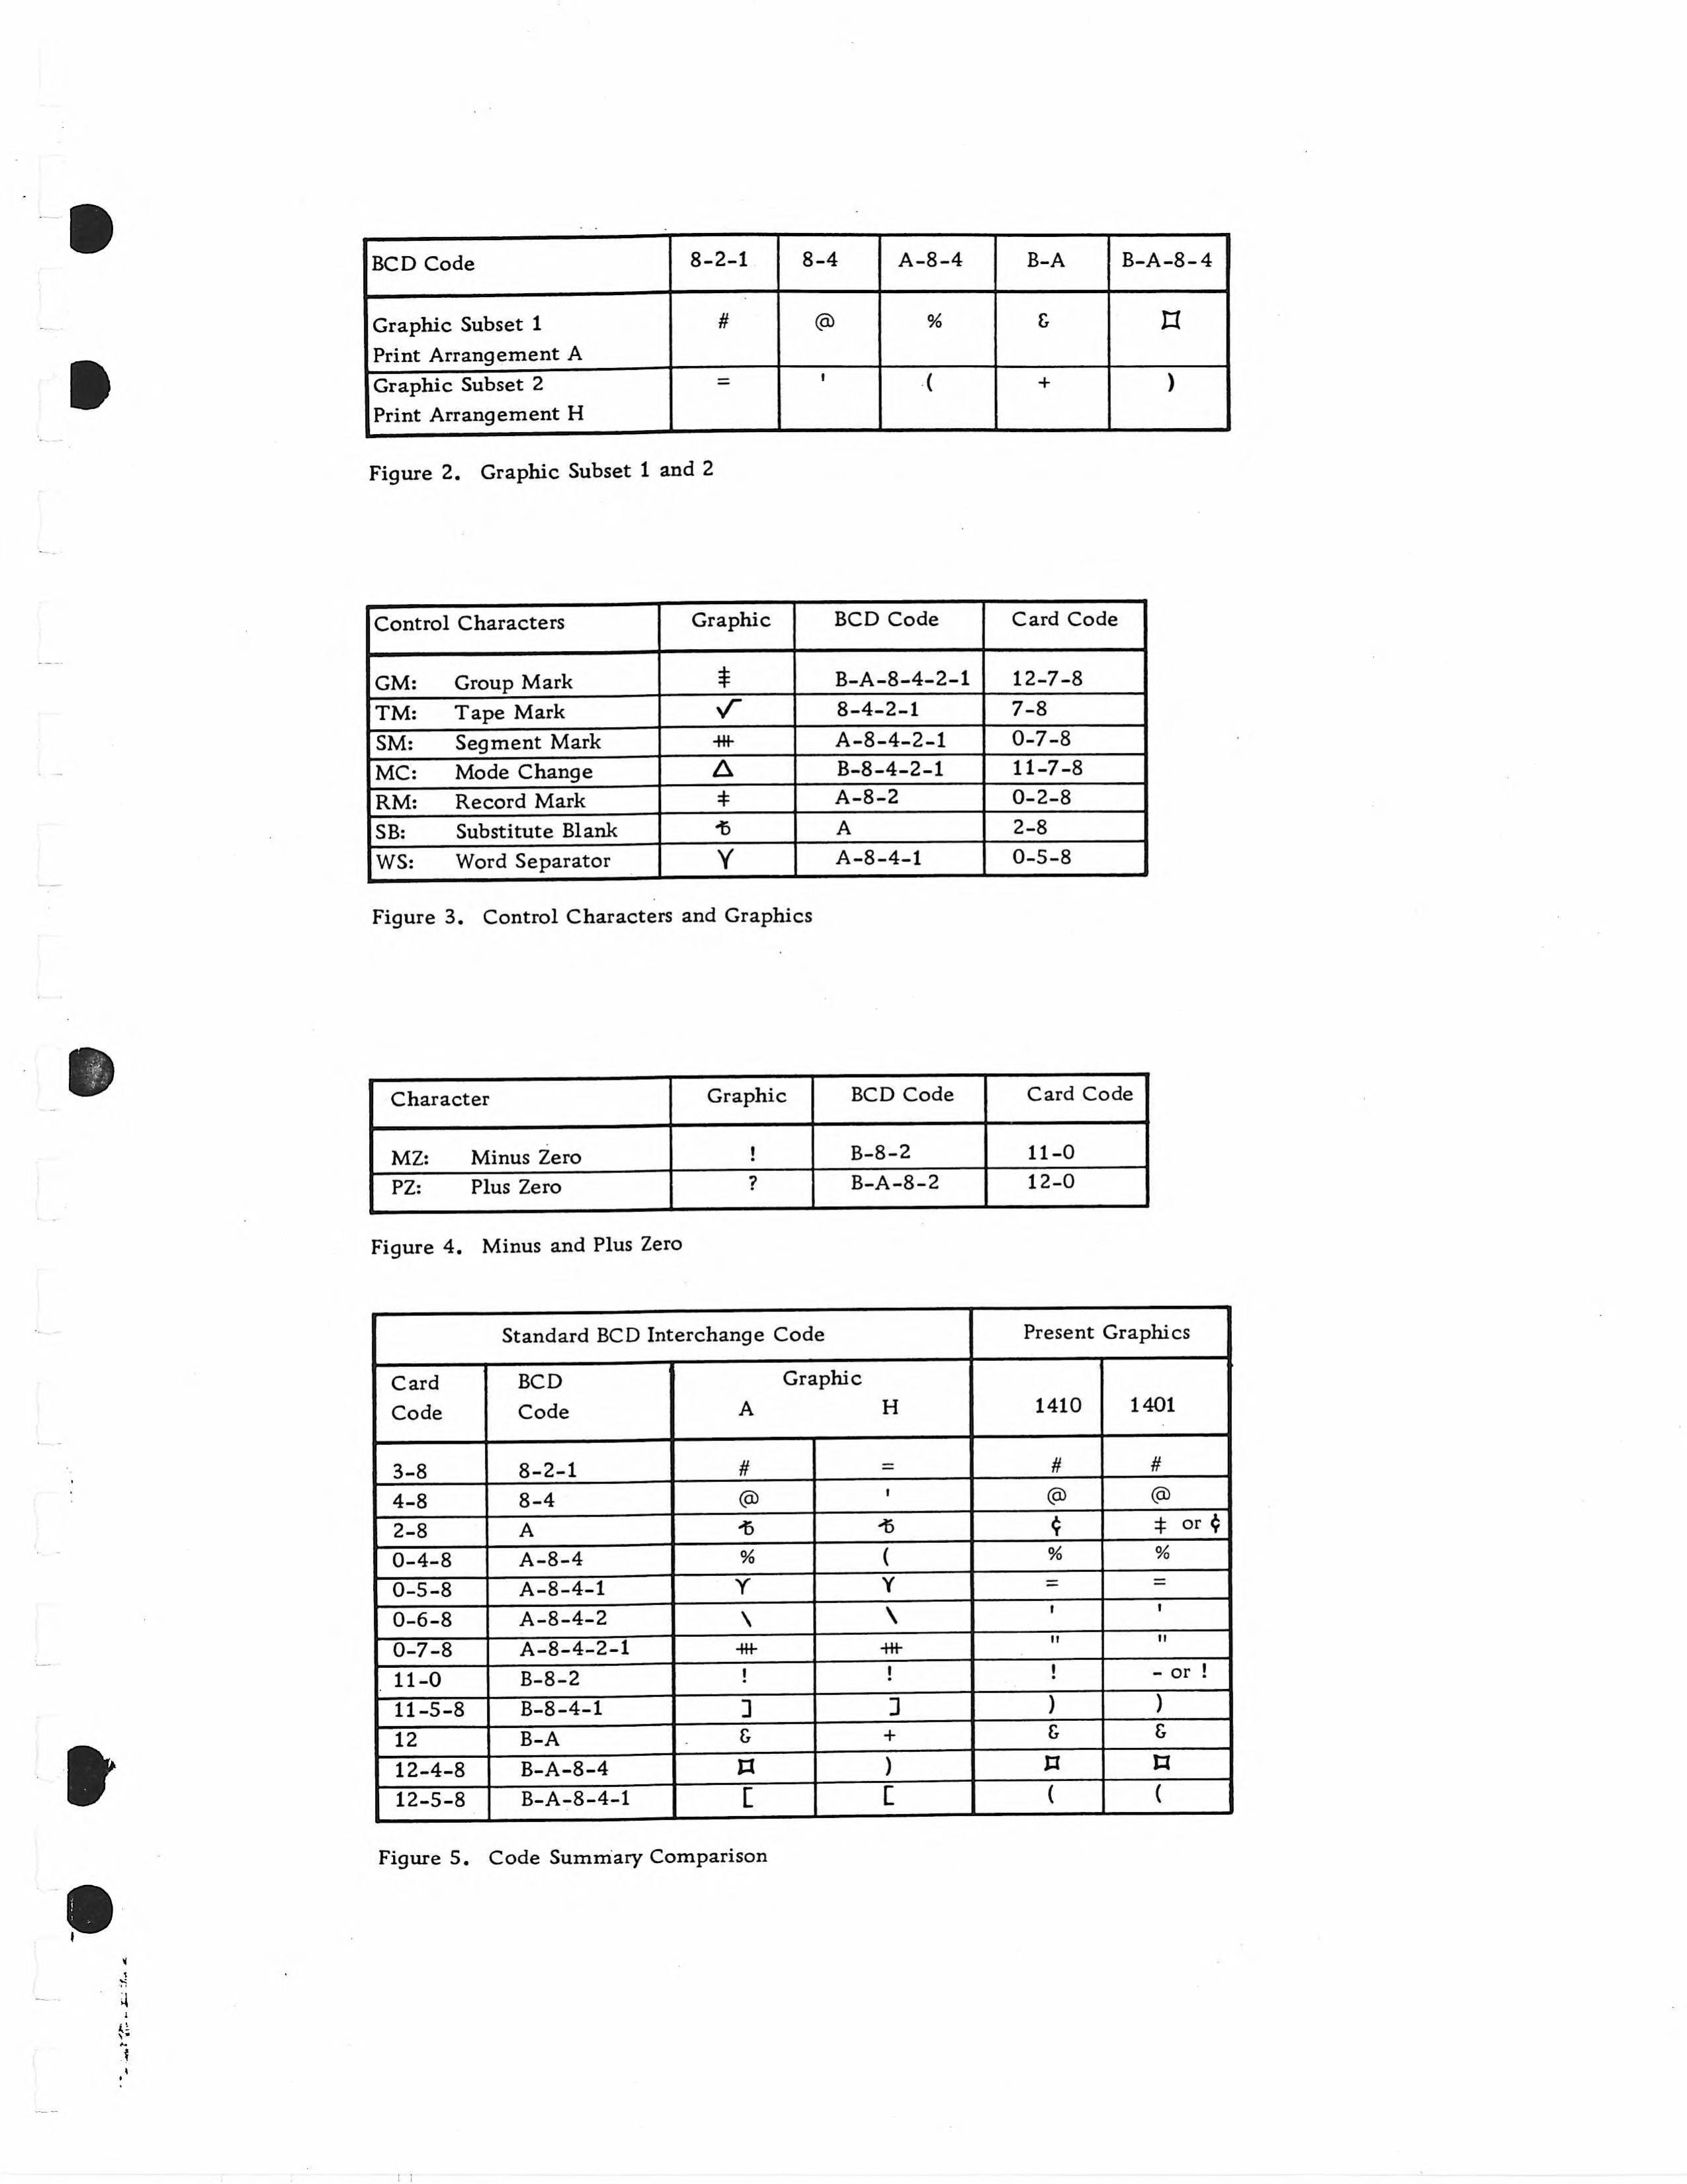 BCD Code 8-2-1 8-4 A-8-4 B-A B-A-8-4
Graphic Subset 1 # @ % & ⌑
Print Arrangement A
Graphic Subset 2 = ' ( + )
Print Arrangement H
Figure 2. Graphic Subset 1 and 2
Control Characters Graphic BCD Code Card Code
GM: Group Mark ⯒ B-A-8-4-2-1 12-7-8
TM: Tape Mark √ 8-4-2-1 7-8
SM: Segment Mark ⧻ A-8-4-2-1 0-7-8
MC: Mode Change Δ B-8-4-2-1 11-7-8
RM: Record Mark ‡ A-8-2 0-2-8
SB: Substitute Blank ␢ A 2-8
WS: Word Separator ⋎ A-8-4-1 0-5-8
Figure 3. Control Characters and Graphics
Character Graphic BCD Code Card Code
MZ: Minus Zero ! B-8-2 11-0
PZ: Plus Zero ? B-A-8-2 12-0
Figure 4. Minus and Plus Zero
Standard BCD Interchange Code Present Graphics
Card BCD Graphic
Code Code A H 1410 1401
3-8 8-2-1 # = # #
4-8 8-4 @ ' @ @
2-8 A ␢ ␢ ¢ ‡ or ¢
0-4-8 A-8-4 % ( % %
0-5-8 A-8-4-1 ⋎ ⋎ = =
0-6-8 A-8-4-2 \ \ ' '
0-7-8 A-8-4-2-1 ⧻ ⧻ " "
11-0 B-8-2 ! ! ! - or !
11-5-8 B-8-4-1 ] ] ) )
12 B-A & + & &
12-4-8 B-A-8-4 ⌑ ) ⌑ ⌑
12-5-8 B-A-8-4-1 [ [ ( (
Figure 5. Code Summary Comparison